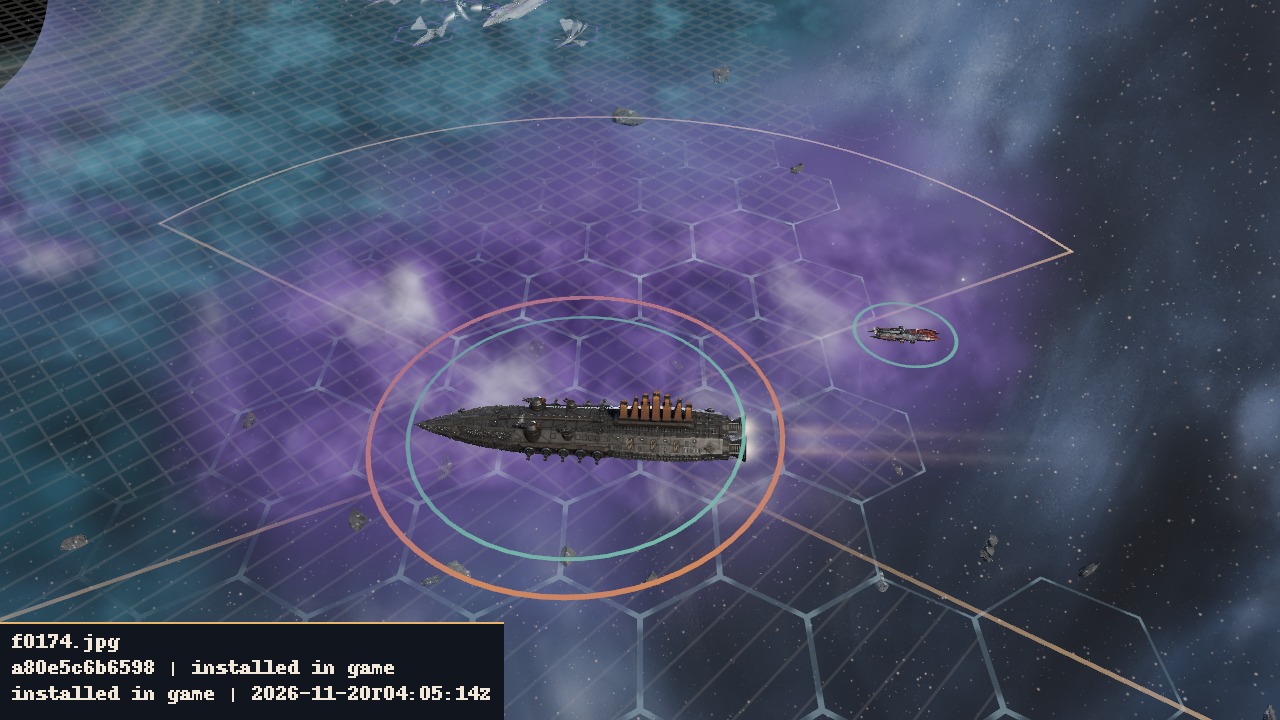 f0174.jpg
a80e5c6b6598 | installed in game
installed in game | 2026-11-20T04:05:14Z